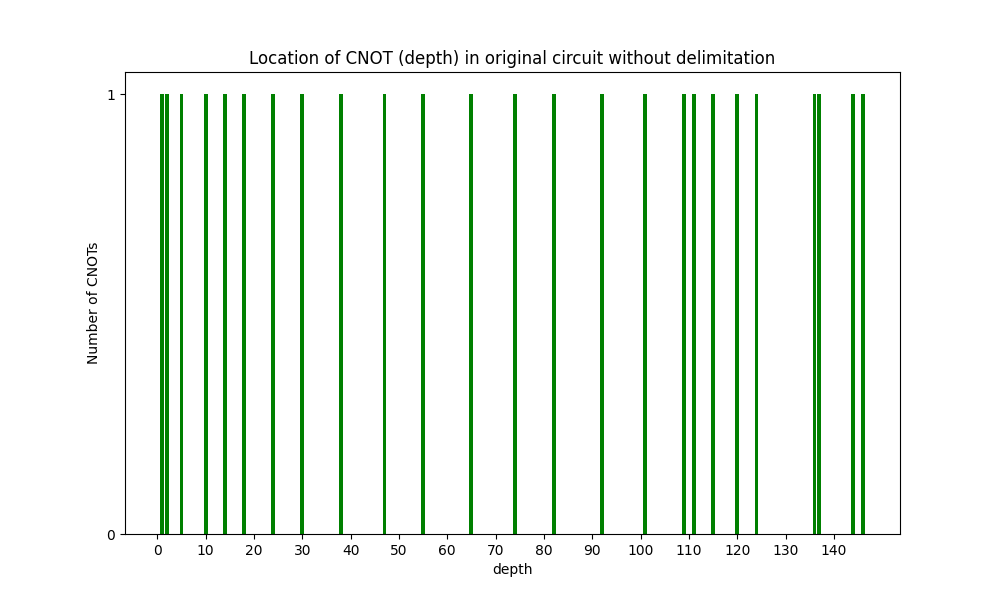 Location of CNOT (depth) in original circuit without delimitation
1
Number of CNOTs
0
0 10 20 30 40 50 60 70 80 90 100 110 120 130 140
depth